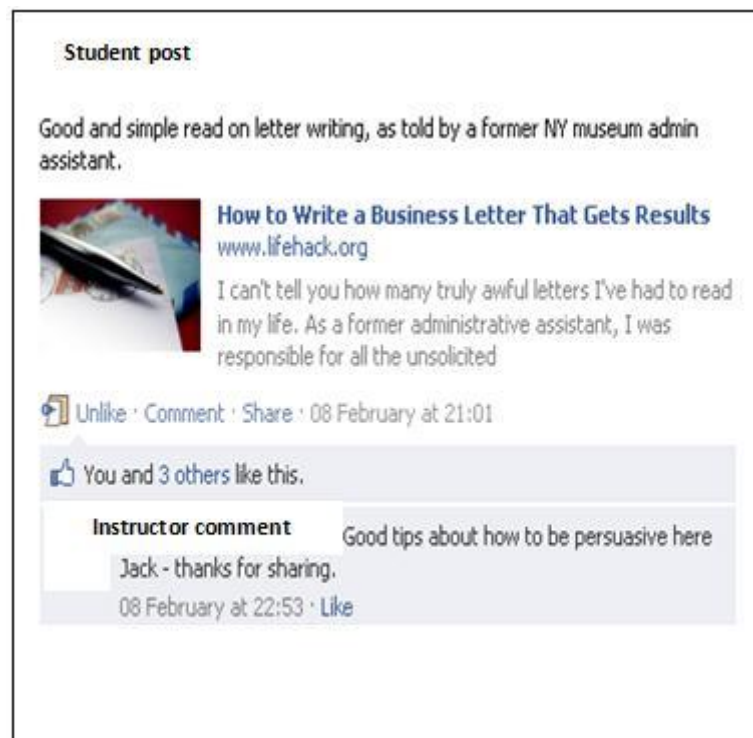 Student post
Good and simple read on letter writing, as told by a former NY museum admin
assistant.
How to Write a Business Letter That Gets Results
www.lifehack.org
I can't tell you how many truly awful letters I've had to read
in my life. As a former administrative assistant, I was
responsible for all the unsolicited
Unlike · Comment · Share · 08 February at 21:01
You and 3 others like this.
Instructor comment Good tips about how to be persuasive here
Jack - thanks for sharing.
08 February at 22:53 · Like